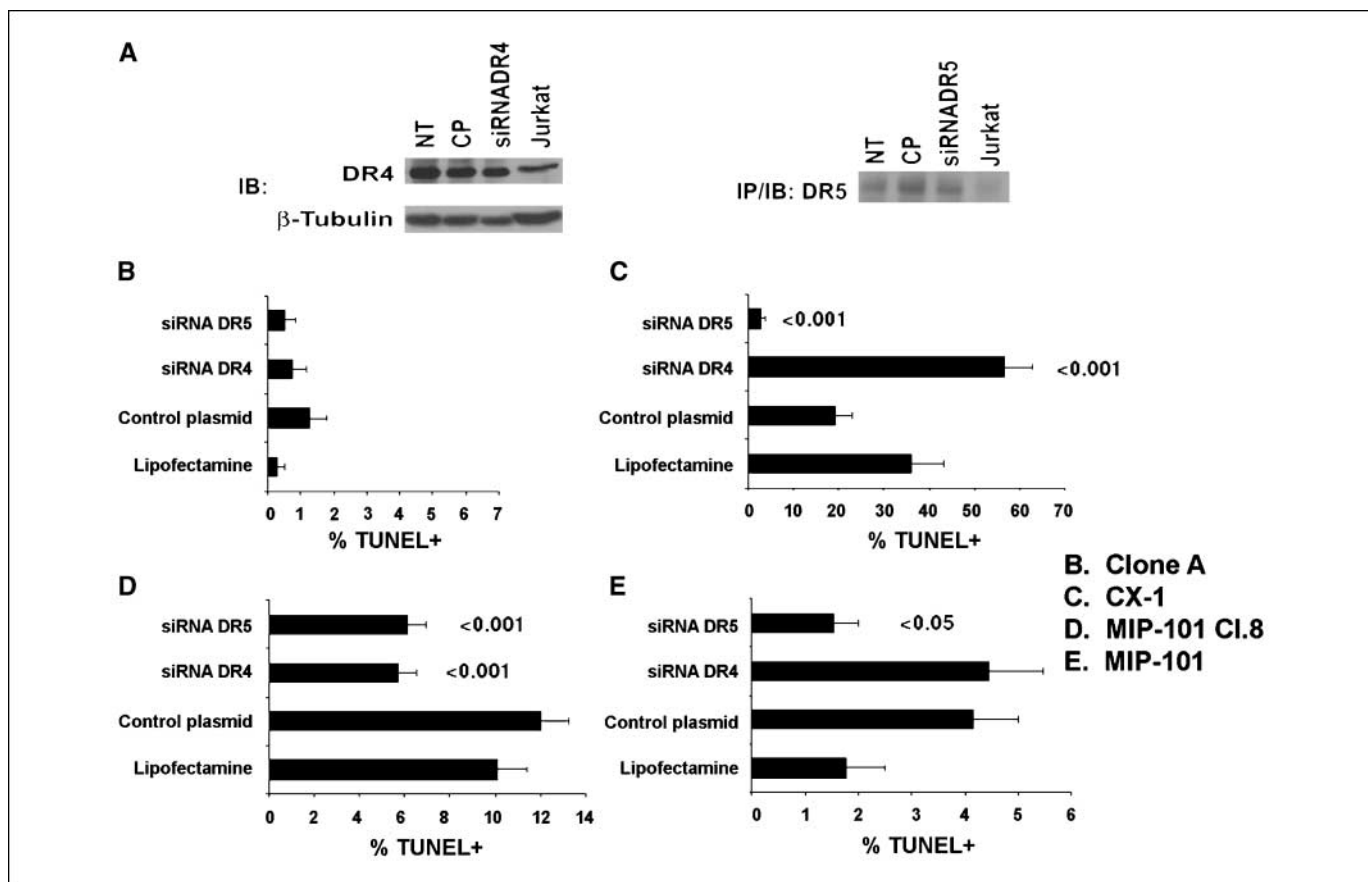 A
NT CP siRNADR4 Jurkat
IB: DR4
β-Tubulin
NT CP siRNADR5 Jurkat
IP/IB: DR5
B
siRNA DR5
siRNA DR4
Control plasmid
Lipofectamine
0 1 2 3 4 5 6 7
% TUNEL+
C
siRNA DR5 <0.001
siRNA DR4 <0.001
Control plasmid
Lipofectamine
0 10 20 30 40 50 60 70
% TUNEL+
D
siRNA DR5 <0.001
siRNA DR4 <0.001
Control plasmid
Lipofectamine
0 2 4 6 8 10 12 14
% TUNEL+
E
siRNA DR5 <0.05
siRNA DR4
Control plasmid
Lipofectamine
0 1 2 3 4 5 6
% TUNEL+
B. Clone A
C. CX-1
D. MIP-101 Cl.8
E. MIP-101